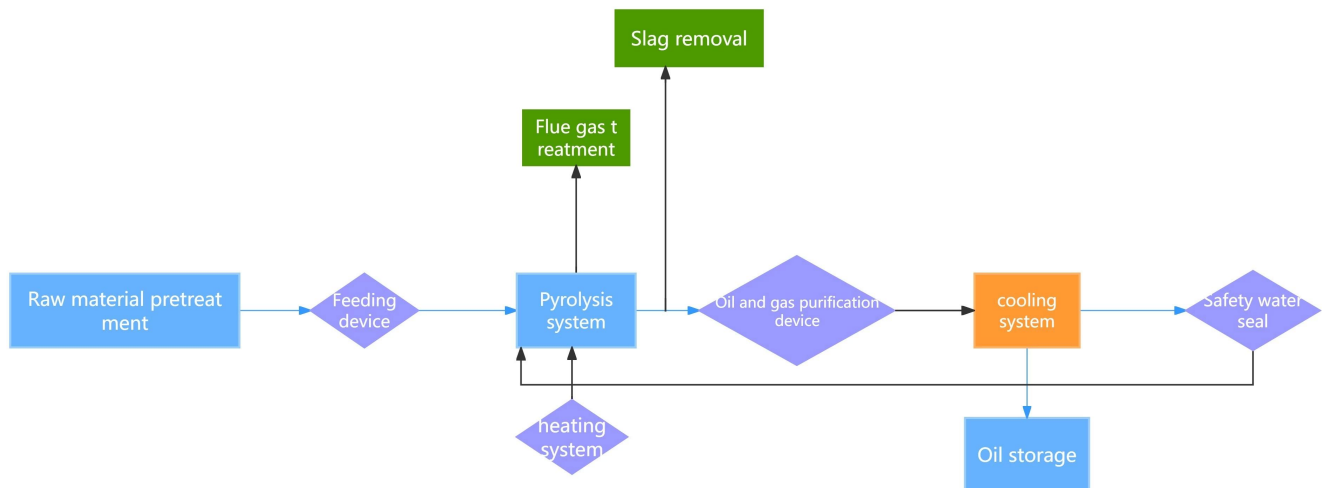 Slag removal
Flue gas t
reatment
Raw material pretreat
ment
Feeding
device
Pyrolysis
system
Oil and gas purification
device
cooling
system
Safety water
seal
heating
system
Oil storage